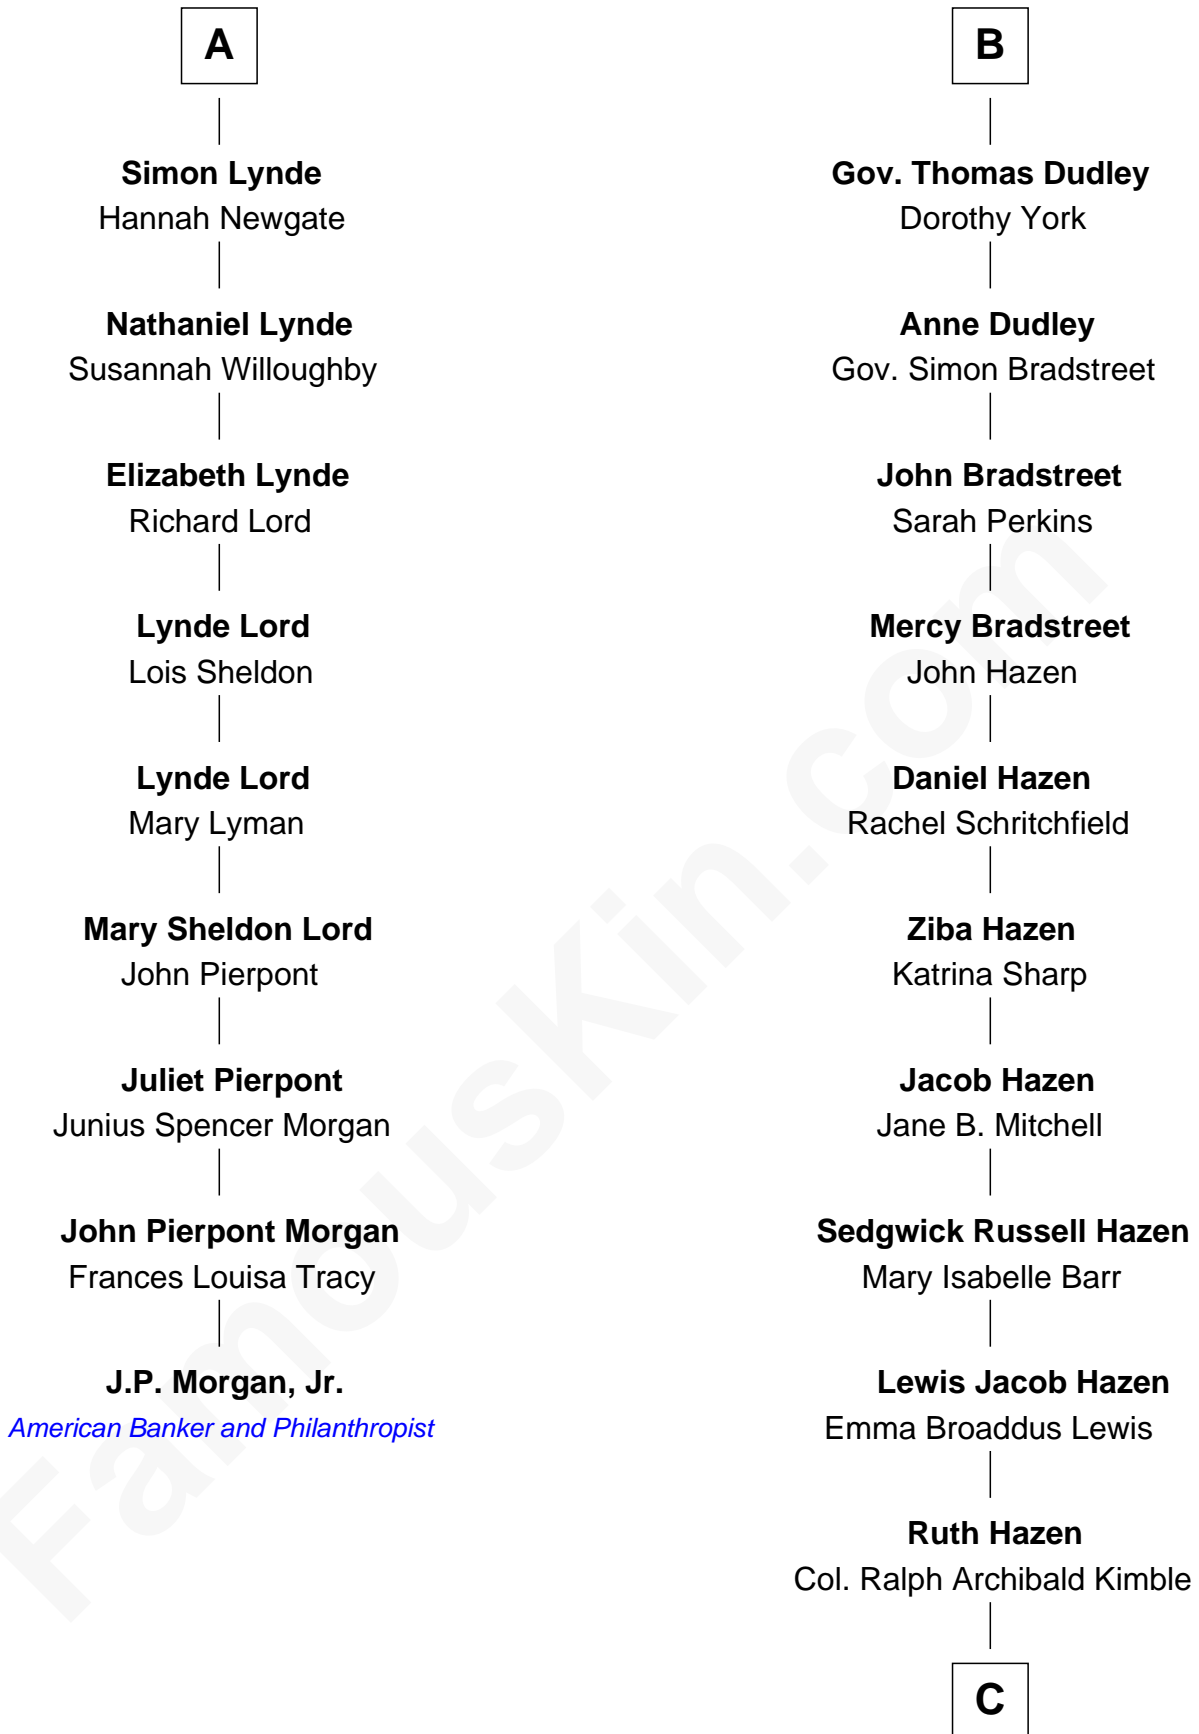 A
Simon Lynde
Hannah Newgate
Nathaniel Lynde
Susannah Willoughby
Elizabeth Lynde
Richard Lord
Lynde Lord
Lois Sheldon
Lynde Lord
Mary Lyman
Mary Sheldon Lord
John Pierpont
Juliet Pierpont
Junius Spencer Morgan
John Pierpont Morgan
Frances Louisa Tracy
J.P. Morgan, Jr.
American Banker and Philanthropist
B
Gov. Thomas Dudley
Dorothy York
Anne Dudley
Gov. Simon Bradstreet
John Bradstreet
Sarah Perkins
Mercy Bradstreet
John Hazen
Daniel Hazen
Rachel Schritchfield
Ziba Hazen
Katrina Sharp
Jacob Hazen
Jane B. Mitchell
Sedgwick Russell Hazen
Mary Isabelle Barr
Lewis Jacob Hazen
Emma Broaddus Lewis
Ruth Hazen
Col. Ralph Archibald Kimble
C
FamousKin.com